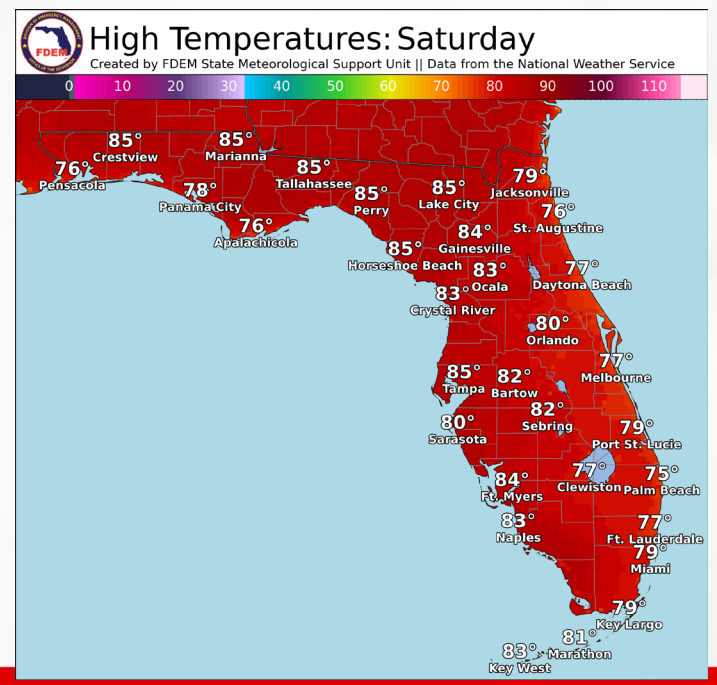 FDEM
High Temperatures: Saturday
Created by FDEM State Meteorological Support Unit || Data from the National Weather Service
0 10 20 30 40 50 60 70 80 90 100 110
85°
Crestview
85°
Marianna
76°
Pensacola
85°
Tallahassee
79°
Jacksonville
78°
Panama City
85°
Perry
85°
Lake City
76°
Apalachicola
76°
St. Augustine
84°
Gainesville
85°
Horseshoe Beach
83°
Ocala
77°
Daytona Beach
83°
Crystal River
80°
Orlando
77°
Melbourne
85°
Tampa
82°
Bartow
82°
Sebring
80°
Sarasota
79°
Port St. Lucie
77°
Clewiston
75°
Palm Beach
84°
Ft. Myers
83°
Naples
77°
Ft. Lauderdale
79°
Miami
79°
Key Largo
81°
Marathon
83°
Key West